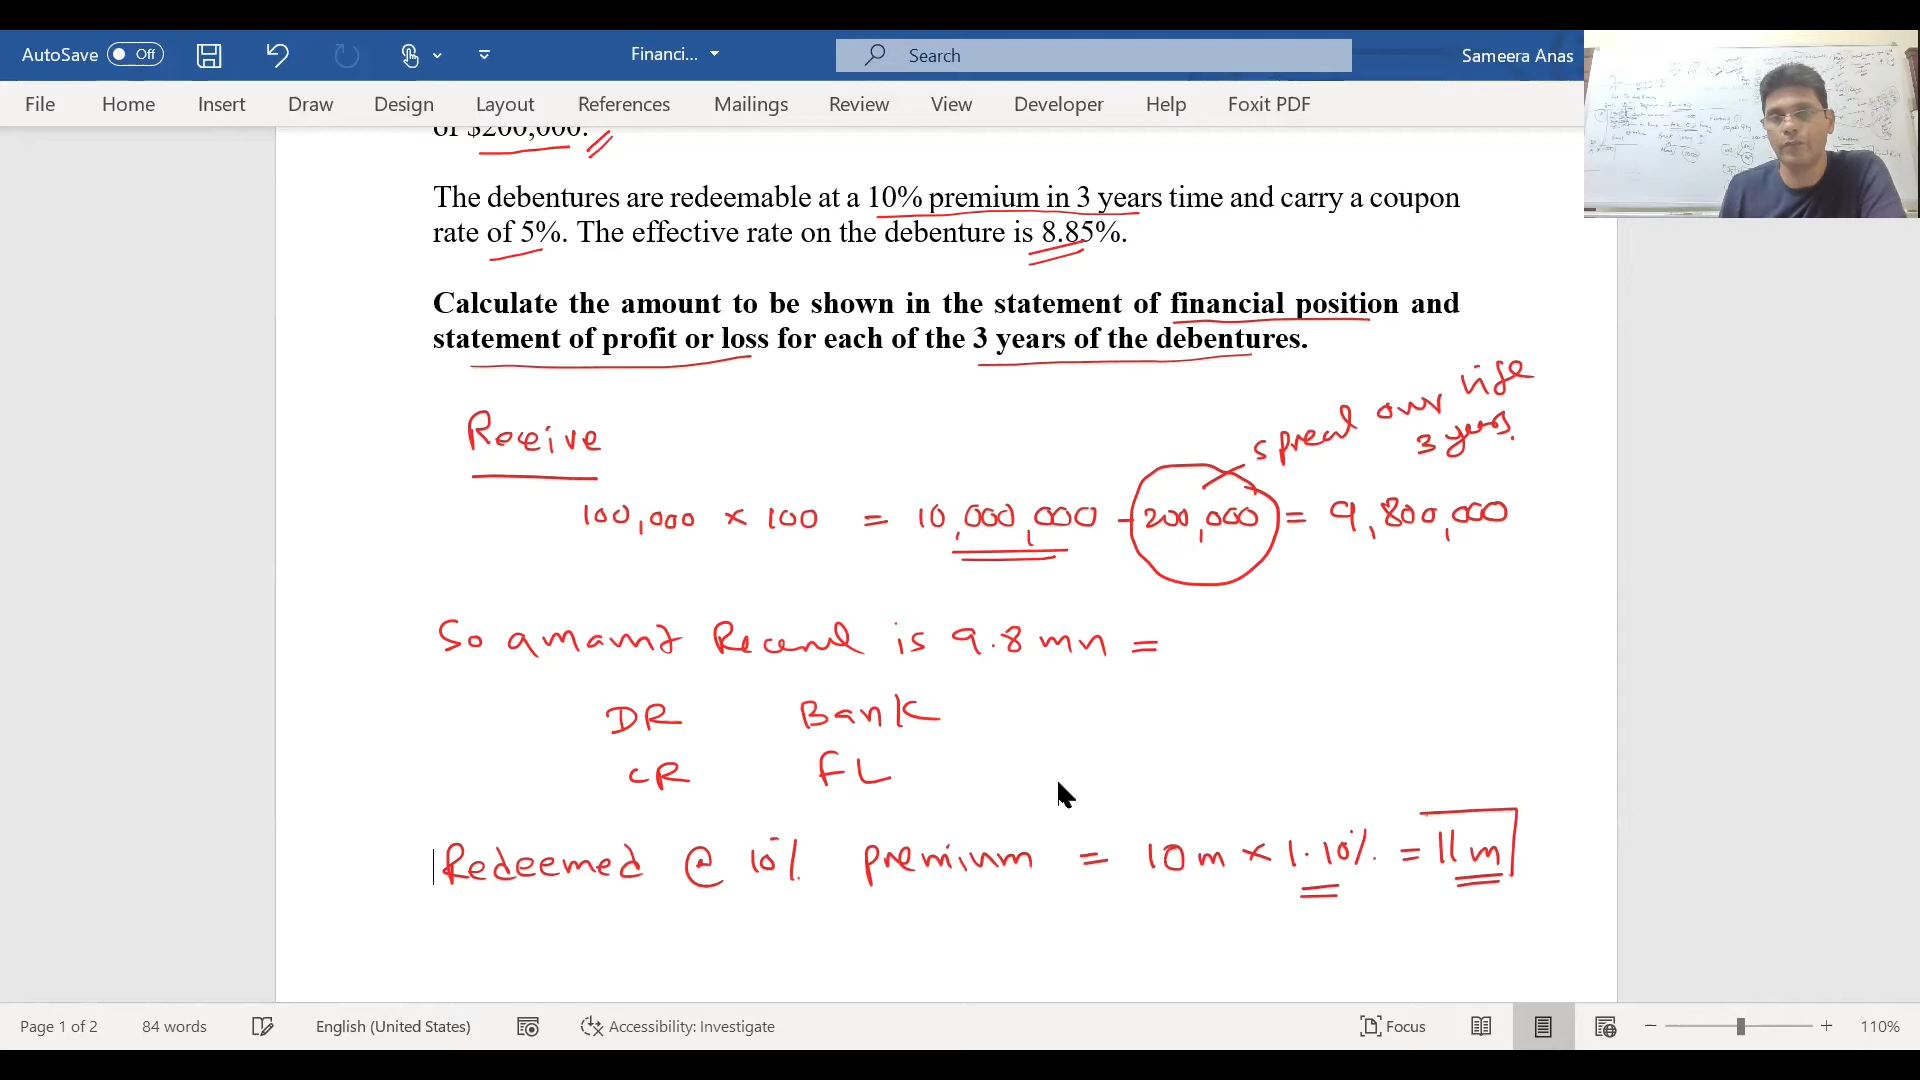 AutoSave Off Financi... Search Sameera Anas
File Home Insert Draw Design Layout References Mailings Review View Developer Help Foxit PDF
of $200,000.
The debentures are redeemable at a 10% premium in 3 years time and carry a coupon
rate of 5%. The effective rate on the debenture is 8.85%.
Calculate the amount to be shown in the statement of financial position and
statement of profit or loss for each of the 3 years of the debentures.
Receive
spread over life
3 years.
100,000 × 100 = 10,000,000 - 200,000 = 9,800,000
So amount Received is 9.8 mn =
DR Bank
CR FL
Redeemed @ 10% premium = 10m × 1.10% = 11m
Page 1 of 2 84 words English (United States) Accessibility: Investigate Focus 110%